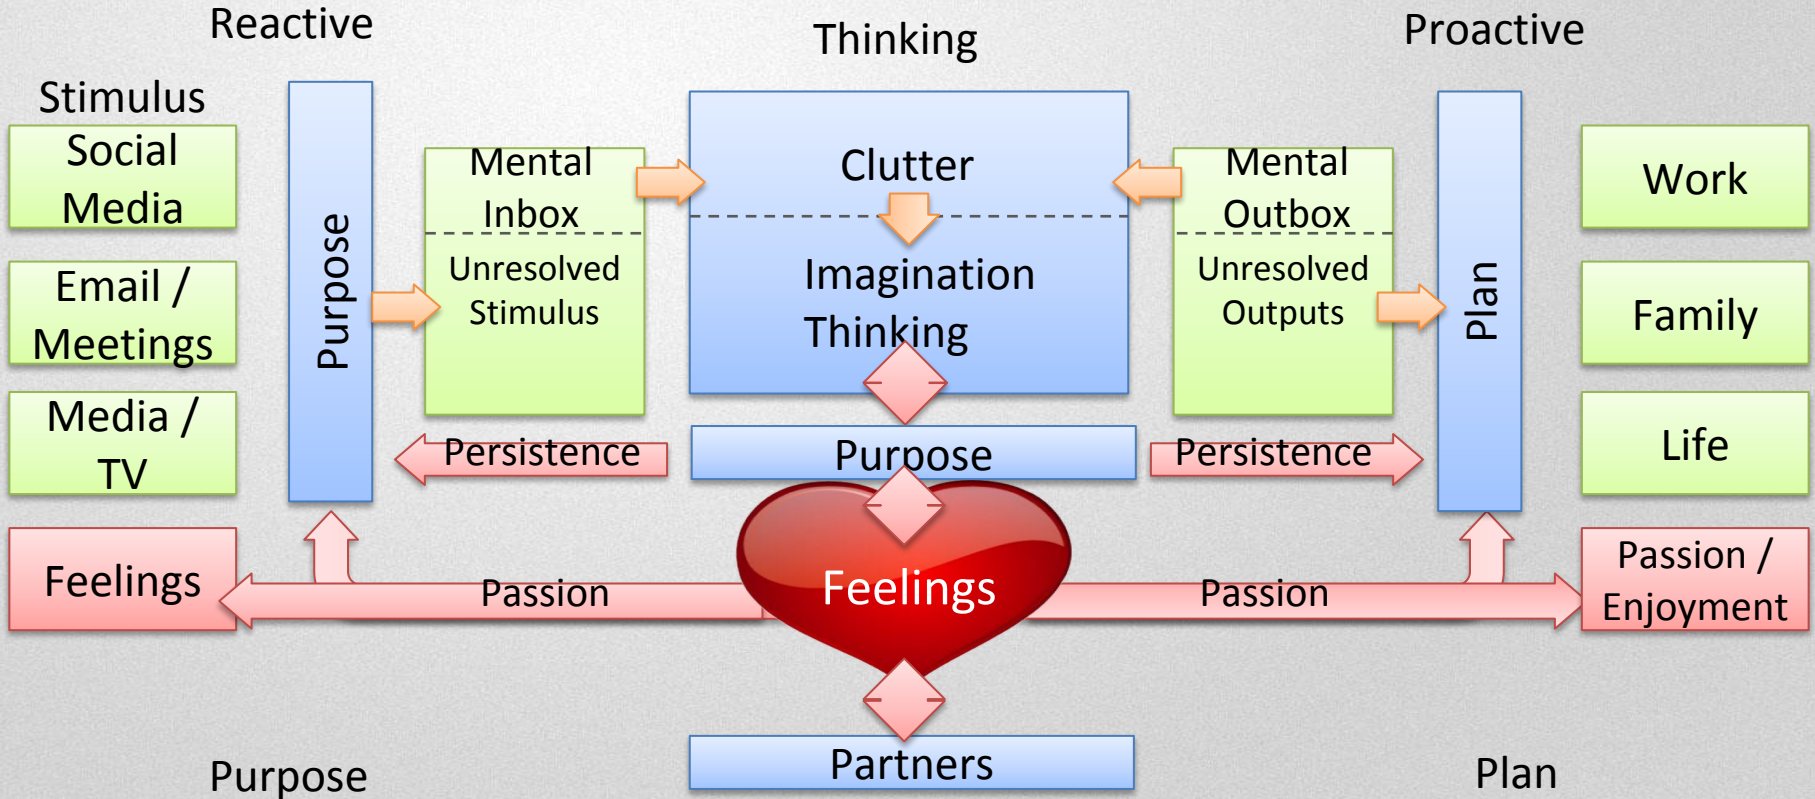 Reactive
Thinking
Proactive
Stimulus
Social
Media
Email /
Meetings
Media /
TV
Feelings
Purpose
Mental
Inbox
Unresolved
Stimulus
Clutter
Imagination
Thinking
Mental
Outbox
Unresolved
Outputs
Plan
Work
Family
Life
Passion /
Enjoyment
Persistence
Purpose
Persistence
Passion
Feelings
Passion
Partners
Purpose
Plan